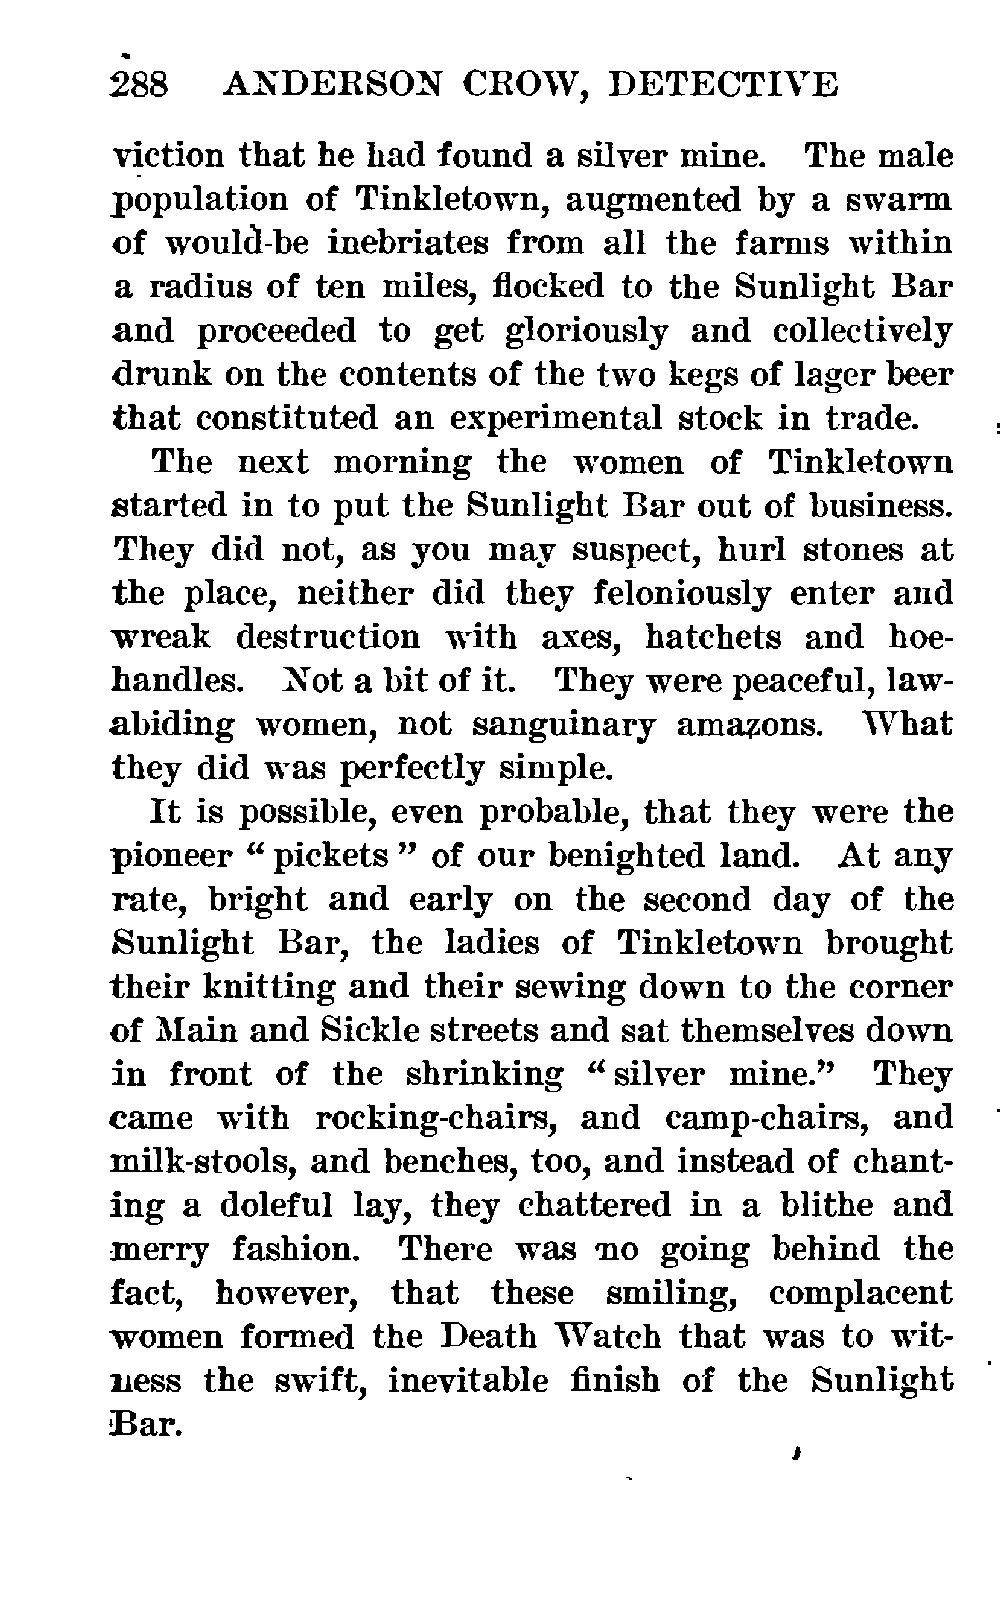 288 ANDERSON CROW, DETECTIVE
viction that he had found a silver mine. The male
population of Tinkletown, augmented by a swarm
of would-be inebriates from all the farms within
a radius of ten miles, flocked to the Sunlight Bar
and proceeded to get gloriously and collectively
drunk on the contents of the two kegs of lager beer
that constituted an experimental stock in trade.
The next morning the women of Tinkletown
started in to put the Sunlight Bar out of business.
They did not, as you may suspect, hurl stones at
the place, neither did they feloniously enter and
wreak destruction with axes, hatchets and hoe-
handles. Not a bit of it. They were peaceful, law-
abiding women, not sanguinary amazons. What
they did was perfectly simple.
It is possible, even probable, that they were the
pioneer “ pickets ” of our benighted land. At any
rate, bright and early on the second day of the
Sunlight Bar, the ladies of Tinkletown brought
their knitting and their sewing down to the corner
of Main and Sickle streets and sat themselves down
in front of the shrinking “ silver mine.” They
came with rocking-chairs, and camp-chairs, and
milk-stools, and benches, too, and instead of chant-
ing a doleful lay, they chattered in a blithe and
merry fashion. There was no going behind the
fact, however, that these smiling, complacent
women formed the Death Watch that was to wit-
ness the swift, inevitable finish of the Sunlight
Bar.